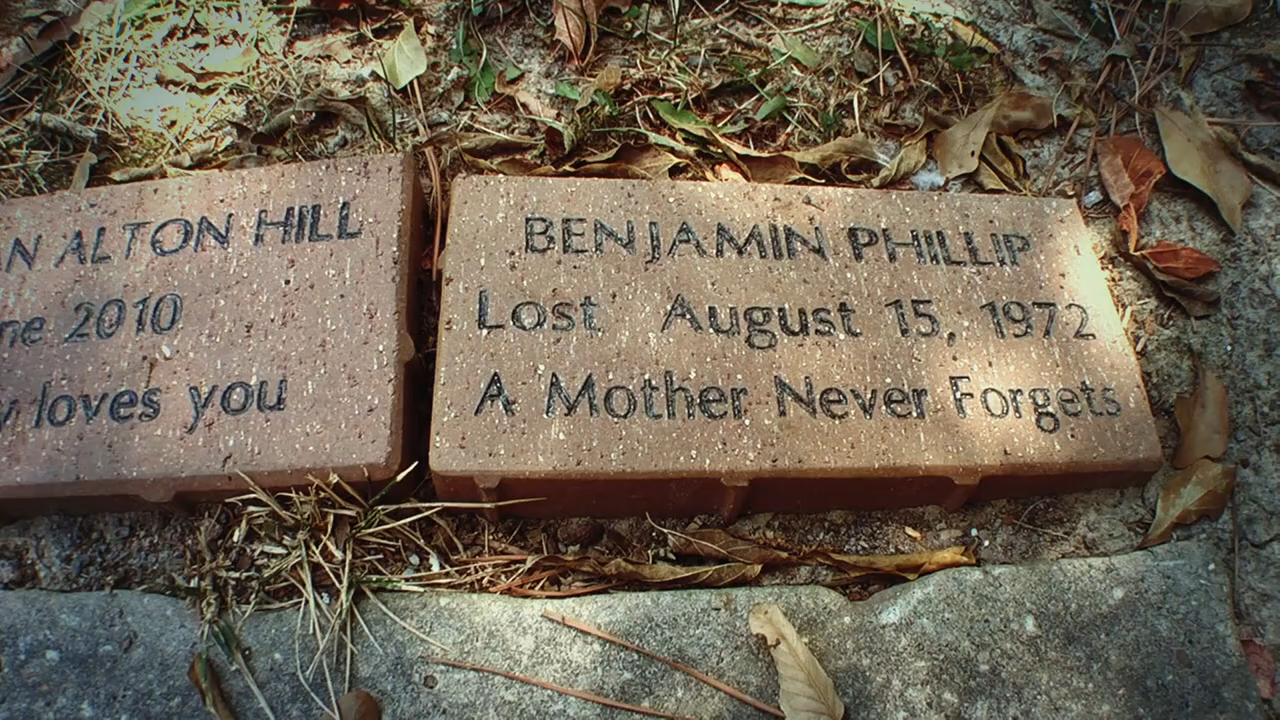 ALTON HILL
2010
loves you
BENJAMIN PHILLIP
Lost August 15, 1972
A Mother Never Forgets